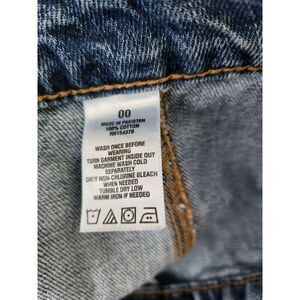 00
MADE IN PAKISTAN
100% COTTON
RN154379
WASH ONCE BEFORE
WEARING
TURN GARMENT INSIDE OUT
MACHINE WASH COLD
SEPARATELY
ONLY NON-CHLORINE BLEACH
WHEN NEEDED
TUMBLE DRY LOW
WARM IRON IF NEEDED